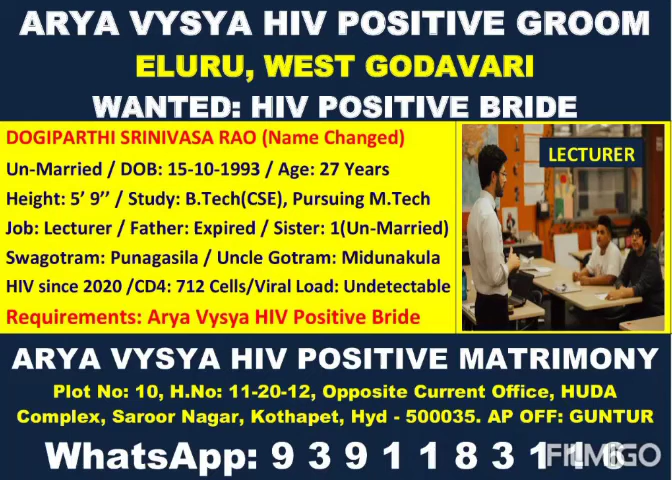 ARYA VYSYA HIV POSITIVE GROOM
ELURU, WEST GODAVARI
WANTED: HIV POSITIVE BRIDE
DOGIPARTHI SRINIVASA RAO (Name Changed)
Un-Married / DOB: 15-10-1993 / Age: 27 Years
Height: 5’ 9’’ / Study: B.Tech(CSE), Pursuing M.Tech
Job: Lecturer / Father: Expired / Sister: 1(Un-Married)
Swagotram: Punagasila / Uncle Gotram: Midunakula
HIV since 2020 /CD4: 712 Cells/Viral Load: Undetectable
Requirements: Arya Vysya HIV Positive Bride
LECTURER
ARYA VYSYA HIV POSITIVE MATRIMONY
Plot No: 10, H.No: 11-20-12, Opposite Current Office, HUDA
Complex, Saroor Nagar, Kothapet, Hyd - 500035. AP OFF: GUNTUR
WhatsApp: 9 3 9 1 1 8 3 1 1 6
FILMIGO